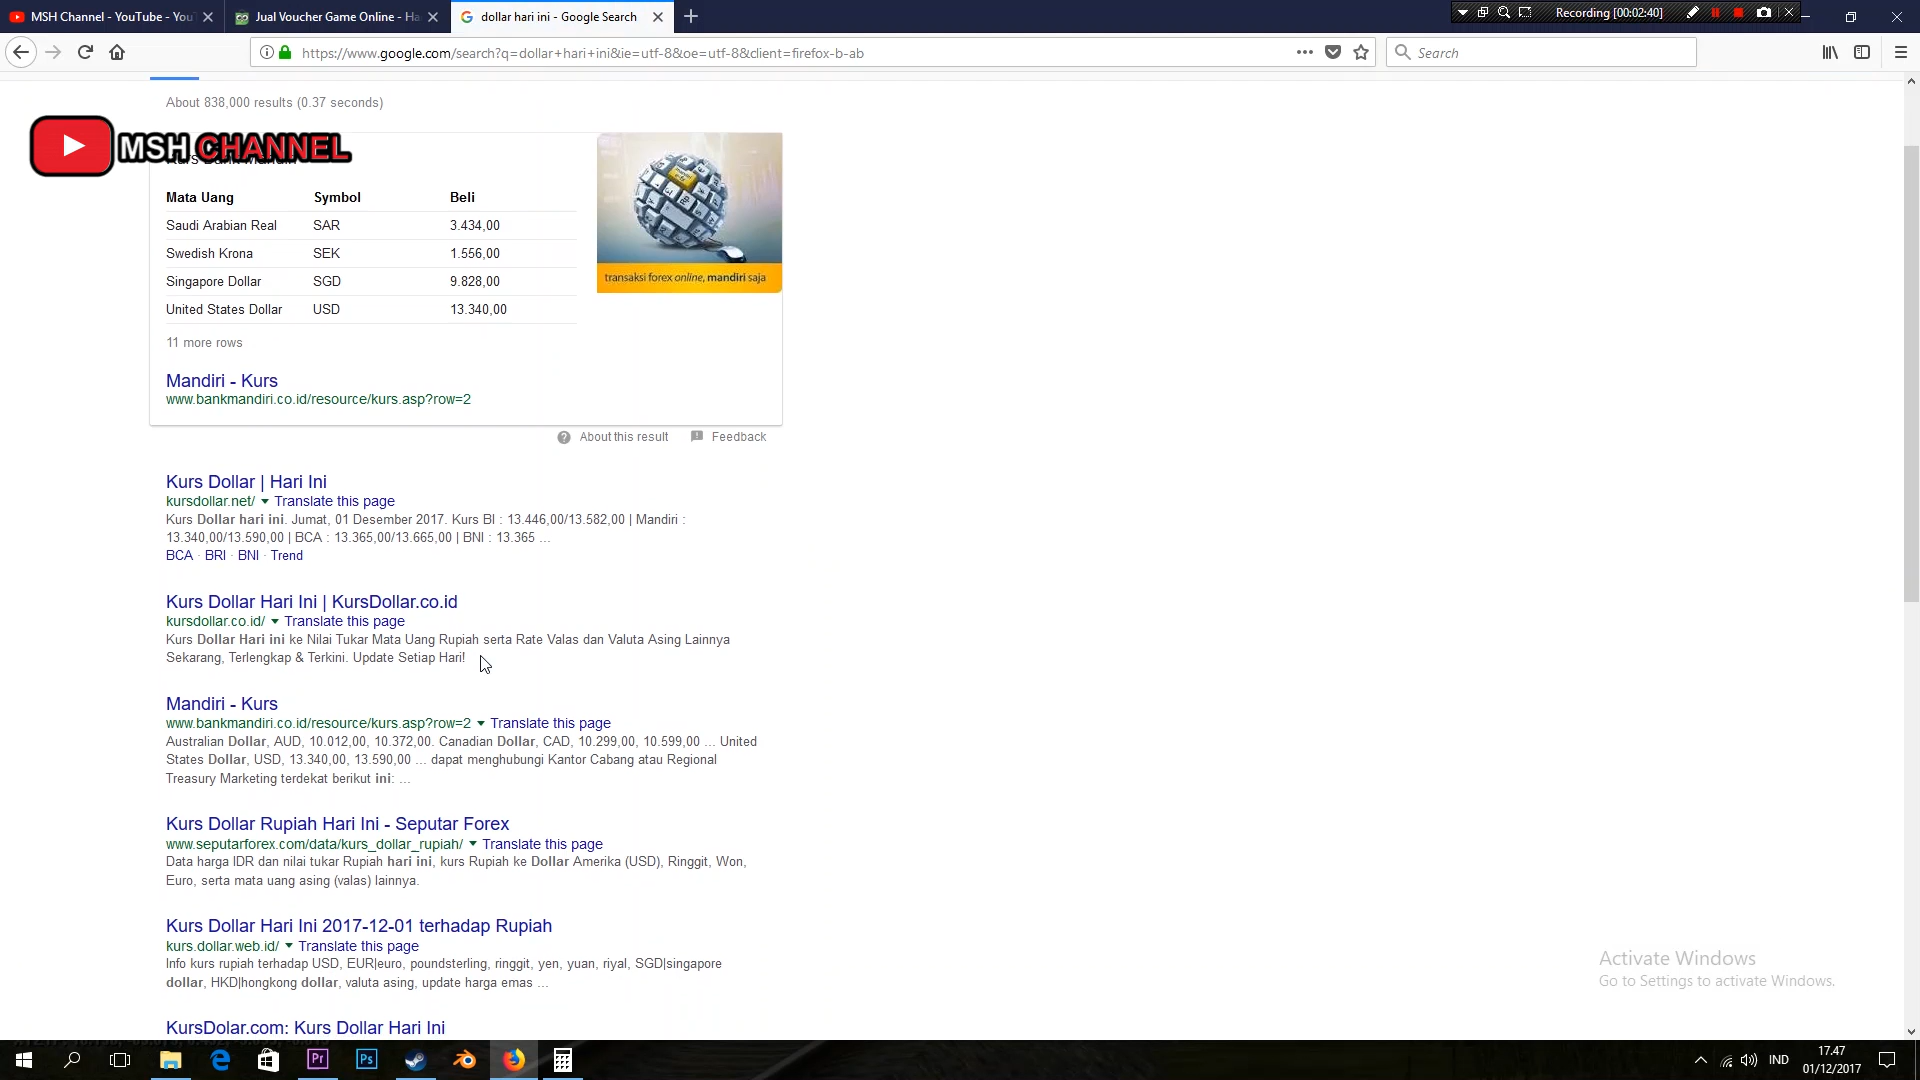 MSH Channel - YouTube - You
Jual Voucher Game Online - Ha
dollar hari ini - Google Search
Recording [00:02:40]
https://www.google.com/search?q=dollar+hari+ini&ie=utf-8&oe=utf-8&client=firefox-b-ab
Search
About 838,000 results (0.37 seconds)
MSH CHANNEL
Kurs Bank Mandiri
Mata Uang Symbol Beli
Saudi Arabian Real SAR 3.434,00
Swedish Krona SEK 1.556,00
Singapore Dollar SGD 9.828,00
United States Dollar USD 13.340,00
transaksi forex online, mandiri saja
11 more rows
Mandiri - Kurs
www.bankmandiri.co.id/resource/kurs.asp?row=2
About this result Feedback
Kurs Dollar | Hari Ini
kursdollar.net/ Translate this page
Kurs Dollar hari ini. Jumat, 01 Desember 2017. Kurs BI : 13.446,00/13.582,00 | Mandiri :
13.340,00/13.590,00 | BCA : 13.365,00/13.665,00 | BNI : 13.365 ...
BCA · BRI · BNI · Trend
Kurs Dollar Hari Ini | KursDollar.co.id
kursdollar.co.id/ Translate this page
Kurs Dollar Hari ini ke Nilai Tukar Mata Uang Rupiah serta Rate Valas dan Valuta Asing Lainnya
Sekarang, Terlengkap & Terkini. Update Setiap Hari!
Mandiri - Kurs
www.bankmandiri.co.id/resource/kurs.asp?row=2 Translate this page
Australian Dollar, AUD, 10.012,00, 10.372,00. Canadian Dollar, CAD, 10.299,00, 10.599,00 ... United
States Dollar, USD, 13.340,00, 13.590,00 ... dapat menghubungi Kantor Cabang atau Regional
Treasury Marketing terdekat berikut ini: ...
Kurs Dollar Rupiah Hari Ini - Seputar Forex
www.seputarforex.com/data/kurs_dollar_rupiah/ Translate this page
Data harga IDR dan nilai tukar Rupiah hari ini, kurs Rupiah ke Dollar Amerika (USD), Ringgit, Won,
Euro, serta mata uang asing (valas) lainnya.
Kurs Dollar Hari Ini 2017-12-01 terhadap Rupiah
kurs.dollar.web.id/ Translate this page
Info kurs rupiah terhadap USD, EUR|euro, poundsterling, ringgit, yen, yuan, riyal, SGD|singapore
dollar, HKD|hongkong dollar, valuta asing, update harga emas ...
KursDolar.com: Kurs Dollar Hari Ini
Activate Windows
Go to Settings to activate Windows.
Pr
Ps
IND
17.47
01/12/2017